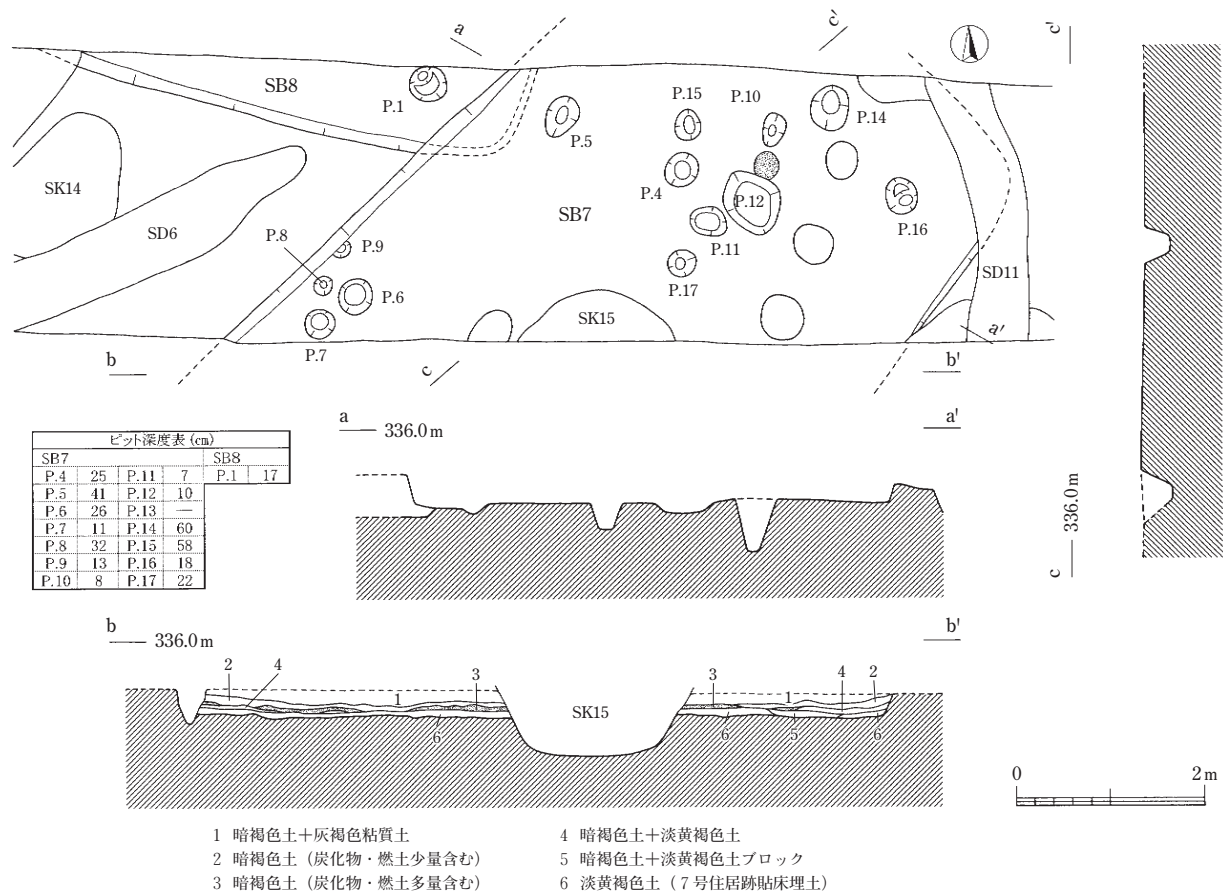 a
c'
c'
SB8
P.1
P.5
P.15
P.10
P.14
SK14
P.4
P.12
SB7
P.16
SD6
P.8
P.9
P.11
P.17
SD11
P.6
SK15
P.7
a'
b
c
b'
a
336.0m
a'
ピット深度表 (㎝)
SB7 SB8
P.4 25 P.11 7 P.1 17
P.5 41 P.12 10
P.6 26 P.13 —
P.7 11 P.14 60
P.8 32 P.15 58
P.9 13 P.16 18
P.10 8 P.17 22
c
336.0m
b
336.0m
b'
2 4 3 3 4 2
1 1
SK15
6 6 5 6
0 2m
1 暗褐色土+灰褐色粘質土
2 暗褐色土（炭化物・燃土少量含む）
3 暗褐色土（炭化物・燃土多量含む）
4 暗褐色土+淡黄褐色土
5 暗褐色土+淡黄褐色土ブロック
6 淡黄褐色土（７号住居跡貼床埋土）